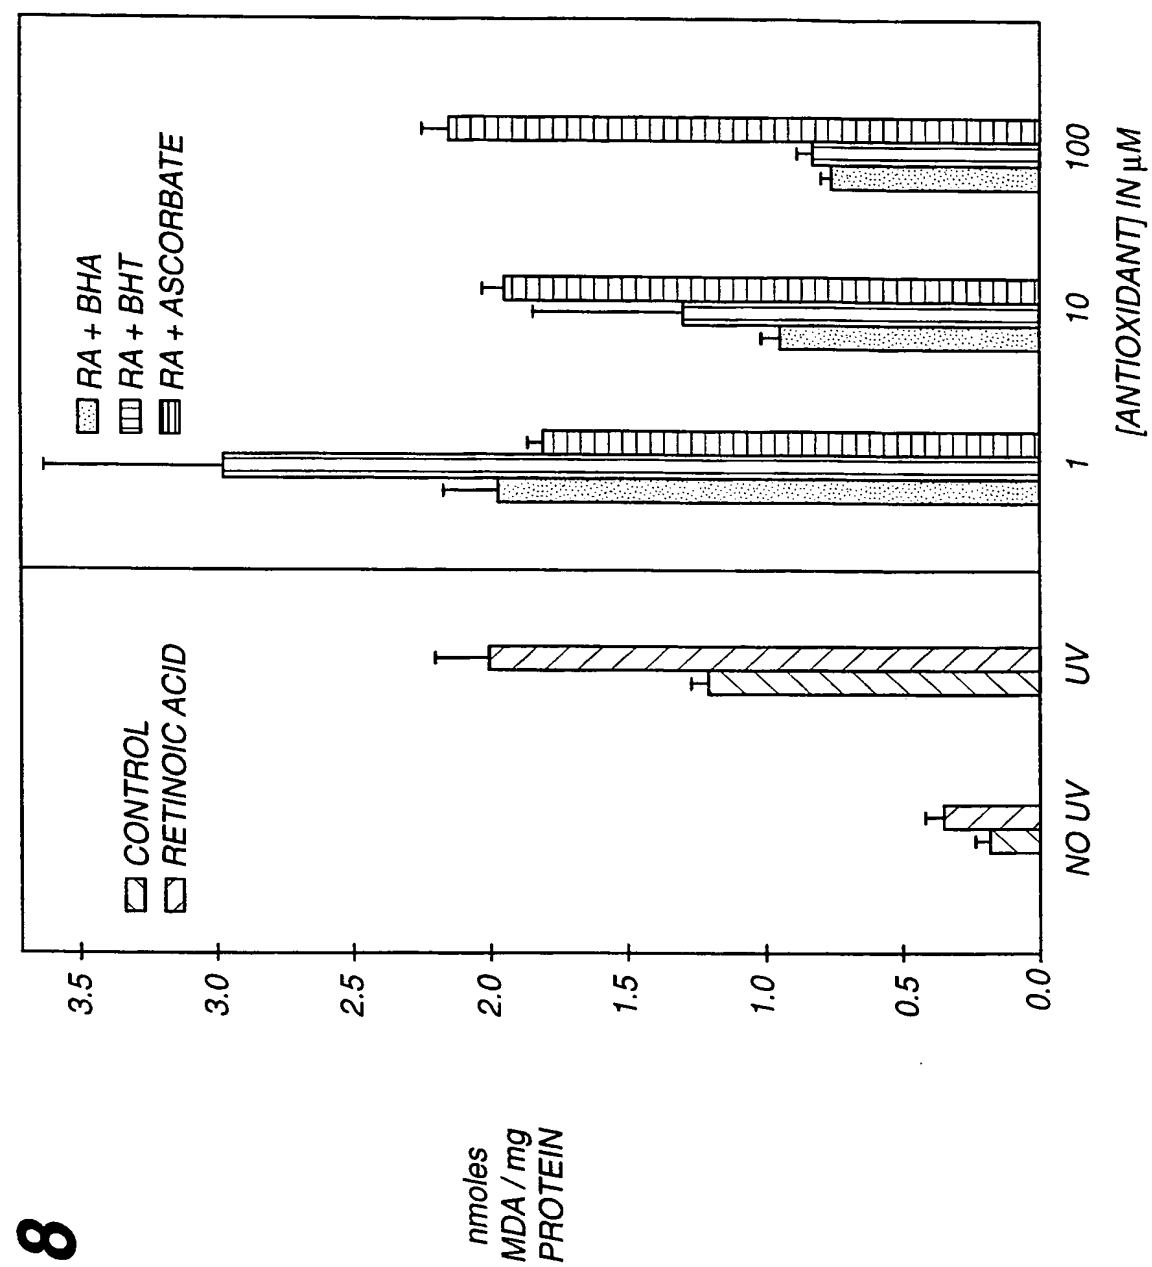 8
nmoles
MDA / mg
PROTEIN
3.5
3.0
2.5
2.0
1.5
1.0
0.5
0.0
CONTROL
RETINOIC ACID
RA + BHA
RA + BHT
RA + ASCORBATE
NO UV
UV
1
10
100
[ANTIOXIDANT] IN µM